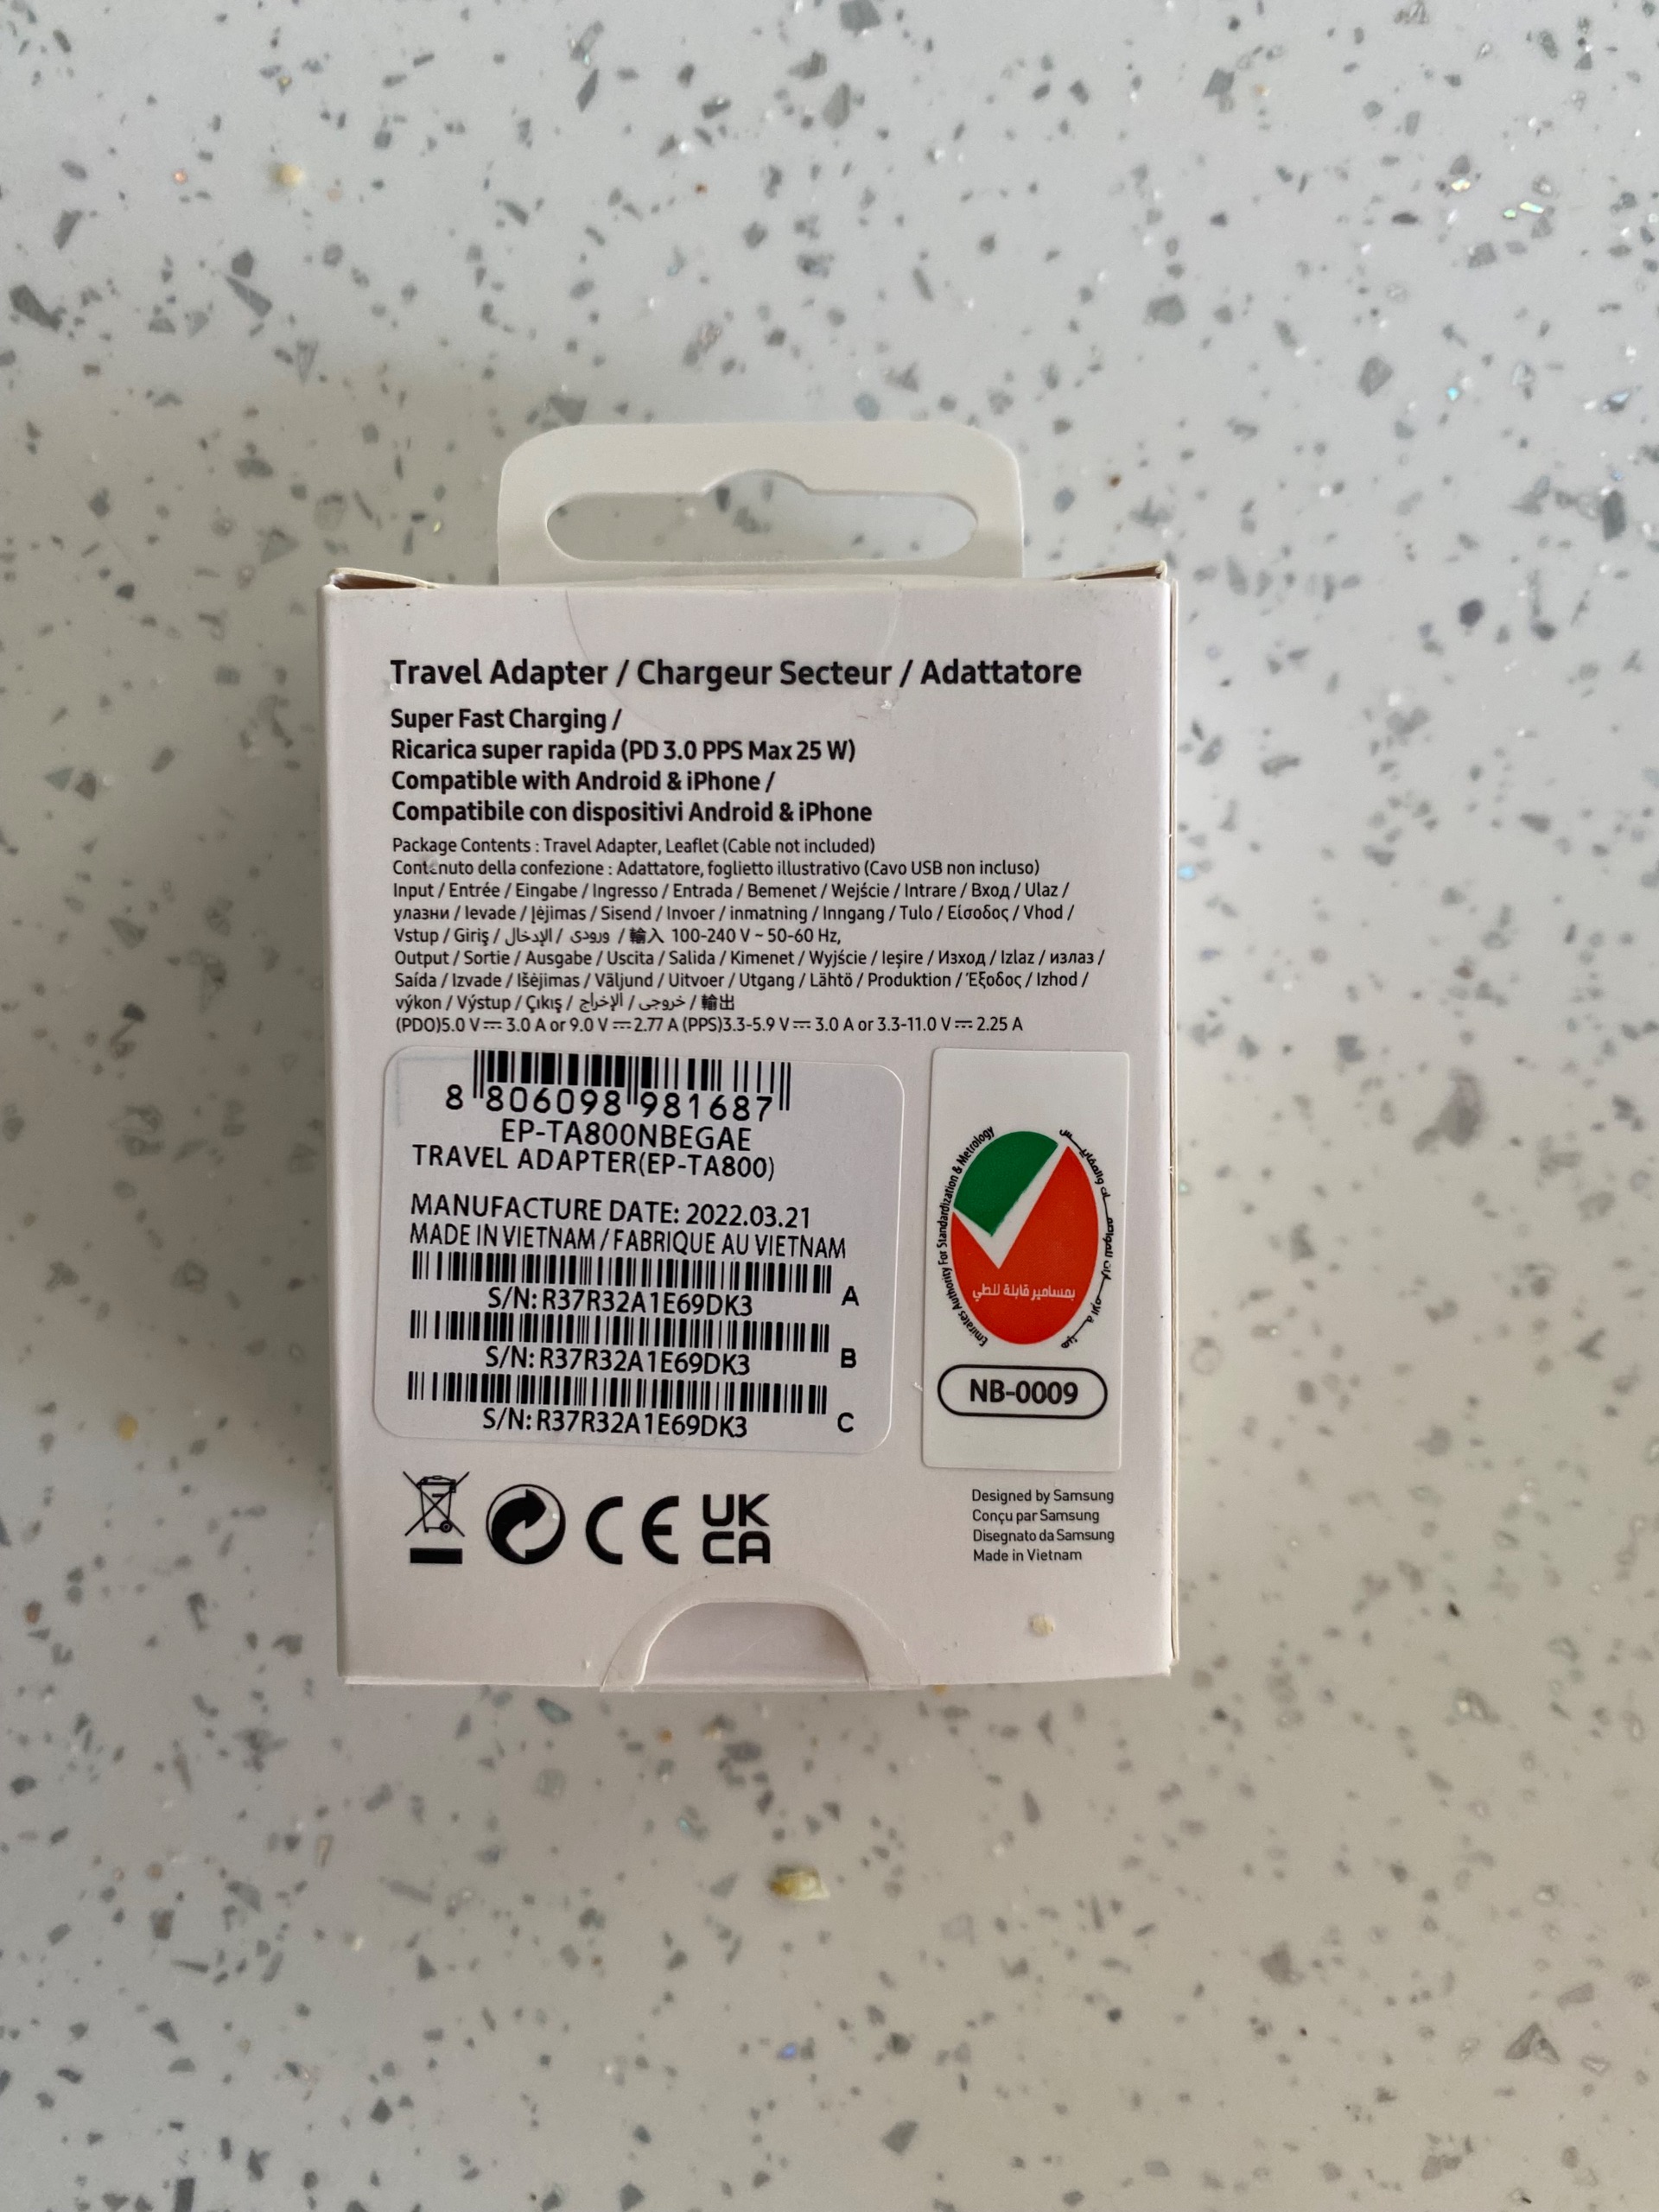 Travel Adapter / Chargeur Secteur / Adattatore
Super Fast Charging /
Ricarica super rapida (PD 3.0 PPS Max 25 W)
Compatible with Android & iPhone /
Compatibile con dispositivi Android & iPhone
Package Contents : Travel Adapter, Leaflet (Cable not included)
Contenuto della confezione : Adattatore, foglietto illustrativo (Cavo USB non incluso)
Input / Entrée / Eingabe / Ingresso / Entrada / Bemenet / Wejście / Intrare / Вход / Ulaz /
улазни / Ievade / Įėjimas / Sisend / Invoer / inmatning / Inngang / Tulo / Είσοδος / Vhod /
Vstup / Giriş / الإدخال / ورودی / 輸入 100-240 V ~ 50-60 Hz,
Output / Sortie / Ausgabe / Uscita / Salida / Kimenet / Wyjście / Ieşire / Изход / Izlaz / излаз /
Saída / Izvade / Išėjimas / Väljund / Uitvoer / Utgang / Lähtö / Produktion / Έξοδος / Izhod /
výkon / Výstup / Çıkış / الإخراج / خروجی / 輸出
(PDO)5.0 V⎓ 3.0 A or 9.0 V ⎓ 2.77 A (PPS)3.3-5.9 V⎓ 3.0 A or 3.3-11.0 V ⎓ 2.25 A
8 806098 981687
EP-TA800NBEGAE
TRAVEL ADAPTER(EP-TA800)
MANUFACTURE DATE: 2022.03.21
MADE IN VIETNAM / FABRIQUE AU VIETNAM
S/N: R37R32A1E69DK3 A
S/N: R37R32A1E69DK3 B
S/N: R37R32A1E69DK3 C
Emirates Authority For Standardization & Metrology
بمسامير قابلة للطي
NB-0009
CE
UK
CA
Designed by Samsung
Conçu par Samsung
Disegnato da Samsung
Made in Vietnam